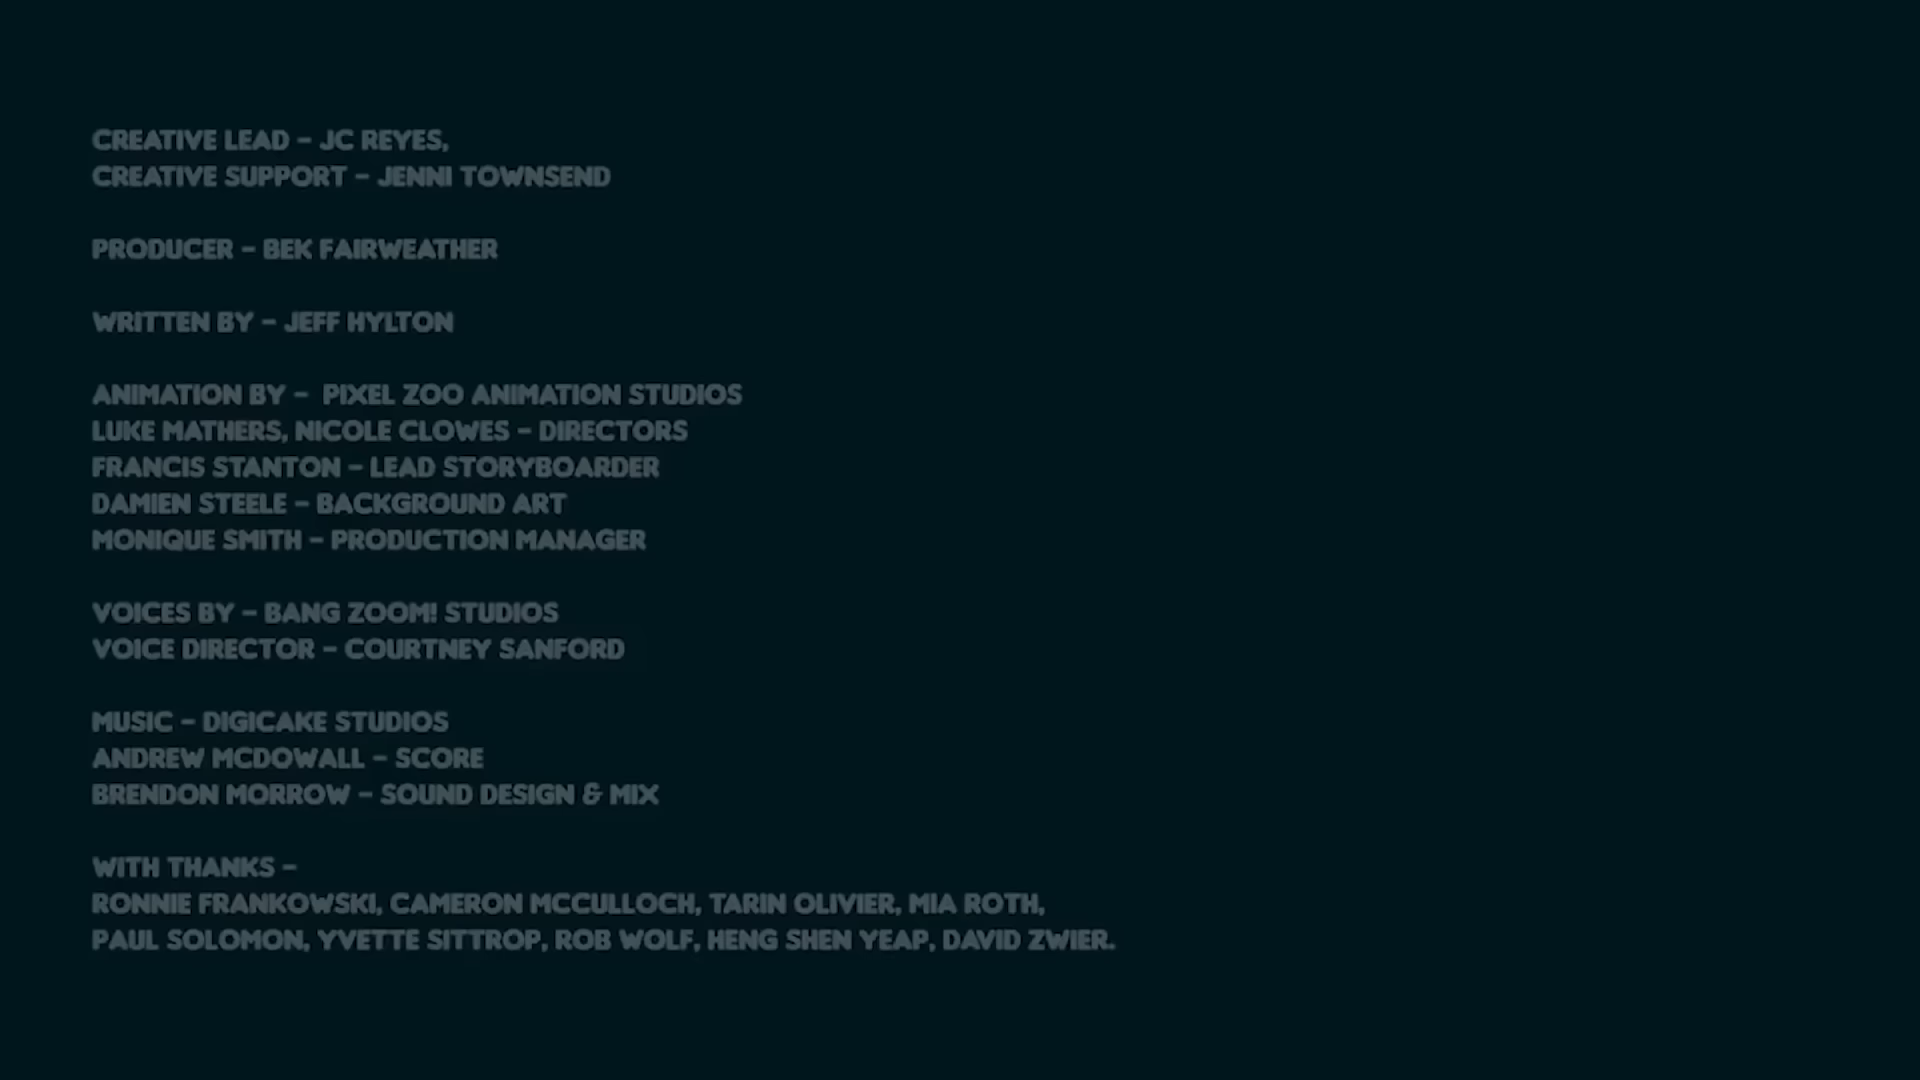 CREATIVE LEAD - JC REYES,
CREATIVE SUPPORT - JENNI TOWNSEND
PRODUCER - BEK FAIRWEATHER
WRITTEN BY - JEFF HYLTON
ANIMATION BY - PIXEL ZOO ANIMATION STUDIOS
LUKE MATHERS, NICOLE CLOWES - DIRECTORS
FRANCIS STANTON - LEAD STORYBOARDER
DAMIEN STEELE - BACKGROUND ART
MONIQUE SMITH - PRODUCTION MANAGER
VOICES BY - BANG ZOOM! STUDIOS
VOICE DIRECTOR - COURTNEY SANFORD
MUSIC - DIGICAKE STUDIOS
ANDREW MCDOWALL - SCORE
BRENDON MORROW - SOUND DESIGN & MIX
WITH THANKS -
RONNIE FRANKOWSKI, CAMERON MCCULLOCH, TARIN OLIVIER, MIA ROTH,
PAUL SOLOMON, YVETTE SITTROP, ROB WOLF, HENG SHEN YEAP, DAVID ZWIER.